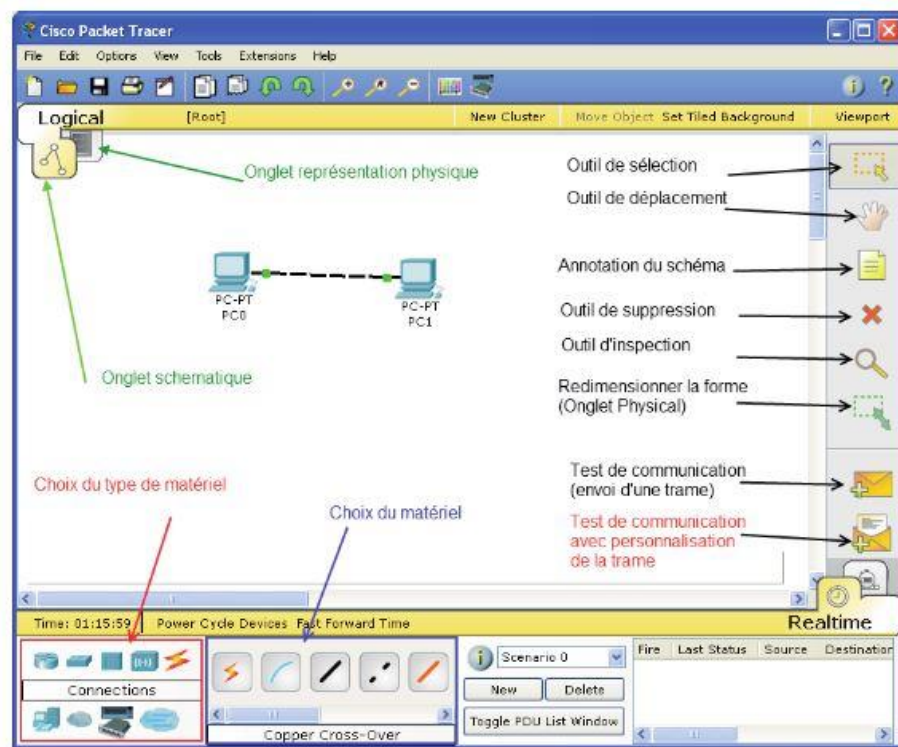 Cisco Packet Tracer
File Edit Options View Tools Extensions Help
Logical [Root] New Cluster Move Object Set Tiled Background Viewport
Onglet représentation physique
Outil de sélection
Outil de déplacement
Annotation du schéma
PC-PT
PC0
PC-PT
PC1
Outil de suppression
Outil d'inspection
Onglet schematique
Redimensionner la forme
(Onglet Physical)
Choix du type de matériel
Choix du matériel
Test de communication
(envoi d'une trame)
Test de communication
avec personnalisation
de la trame
Time: 01:15:59 Power Cycle Devices Fast Forward Time Realtime
Connections
Copper Cross-Over
Scenario 0
New Delete
Toggle PDU List Window
Fire Last Status Source Destination